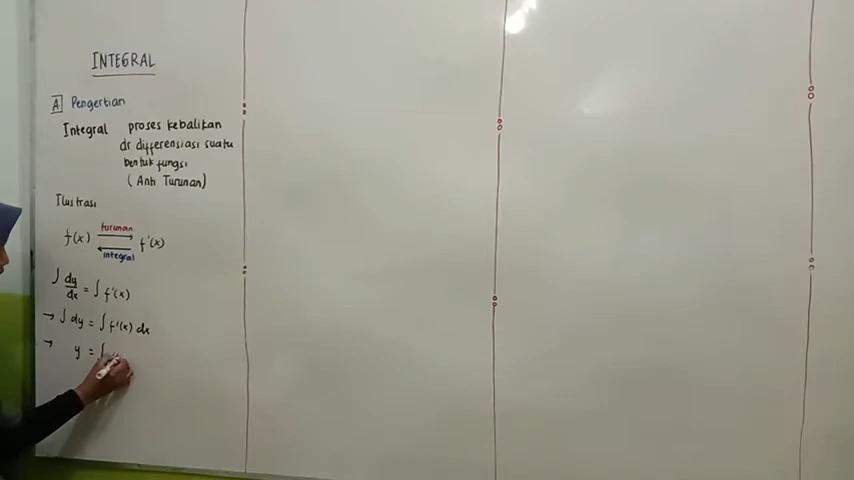 INTEGRAL
A Pengertian
Integral proses kebalikan
dr differensiasi suatu
bentuk fungsi
(Anti Turunan)
Ilustrasi
turunan
f(x) f'(x)
integral
∫ dy/dx = ∫ f'(x)
→ ∫ dy = ∫ f'(x) dx
→ y = ∫